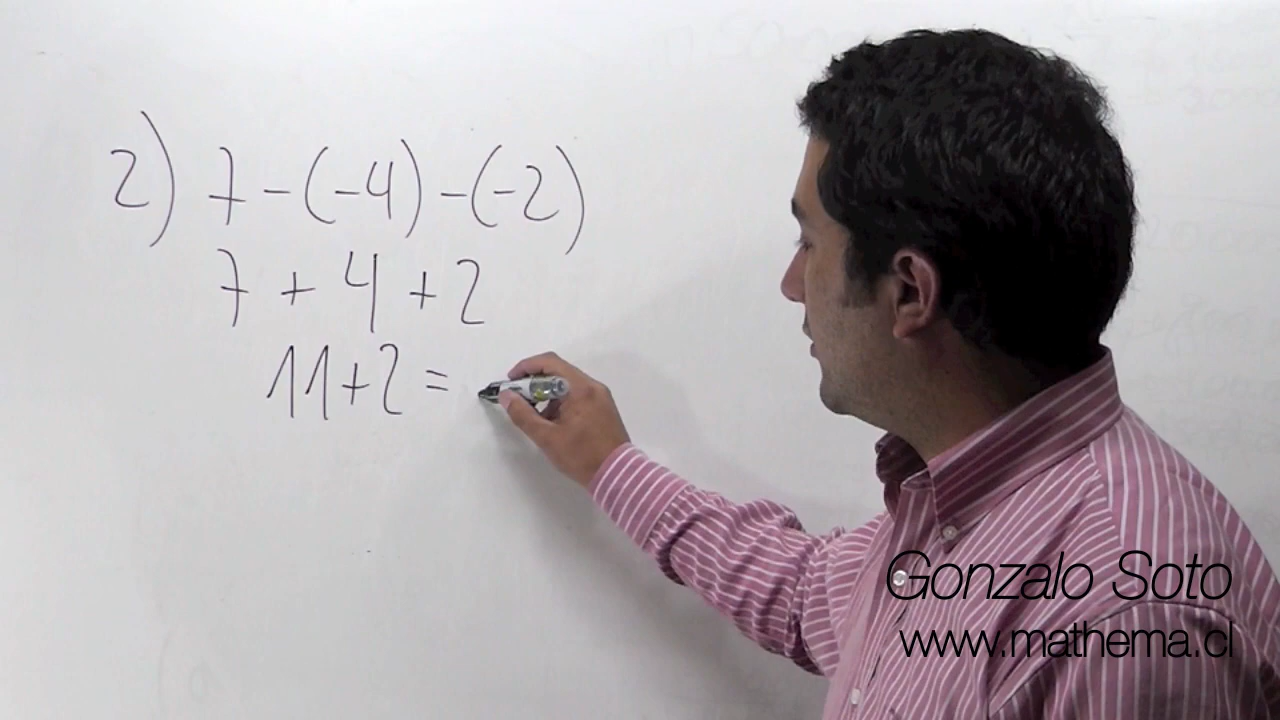 2) 7-(-4)-(-2)
7+4+2
11+2=
Gonzalo Soto
www.mathema.cl